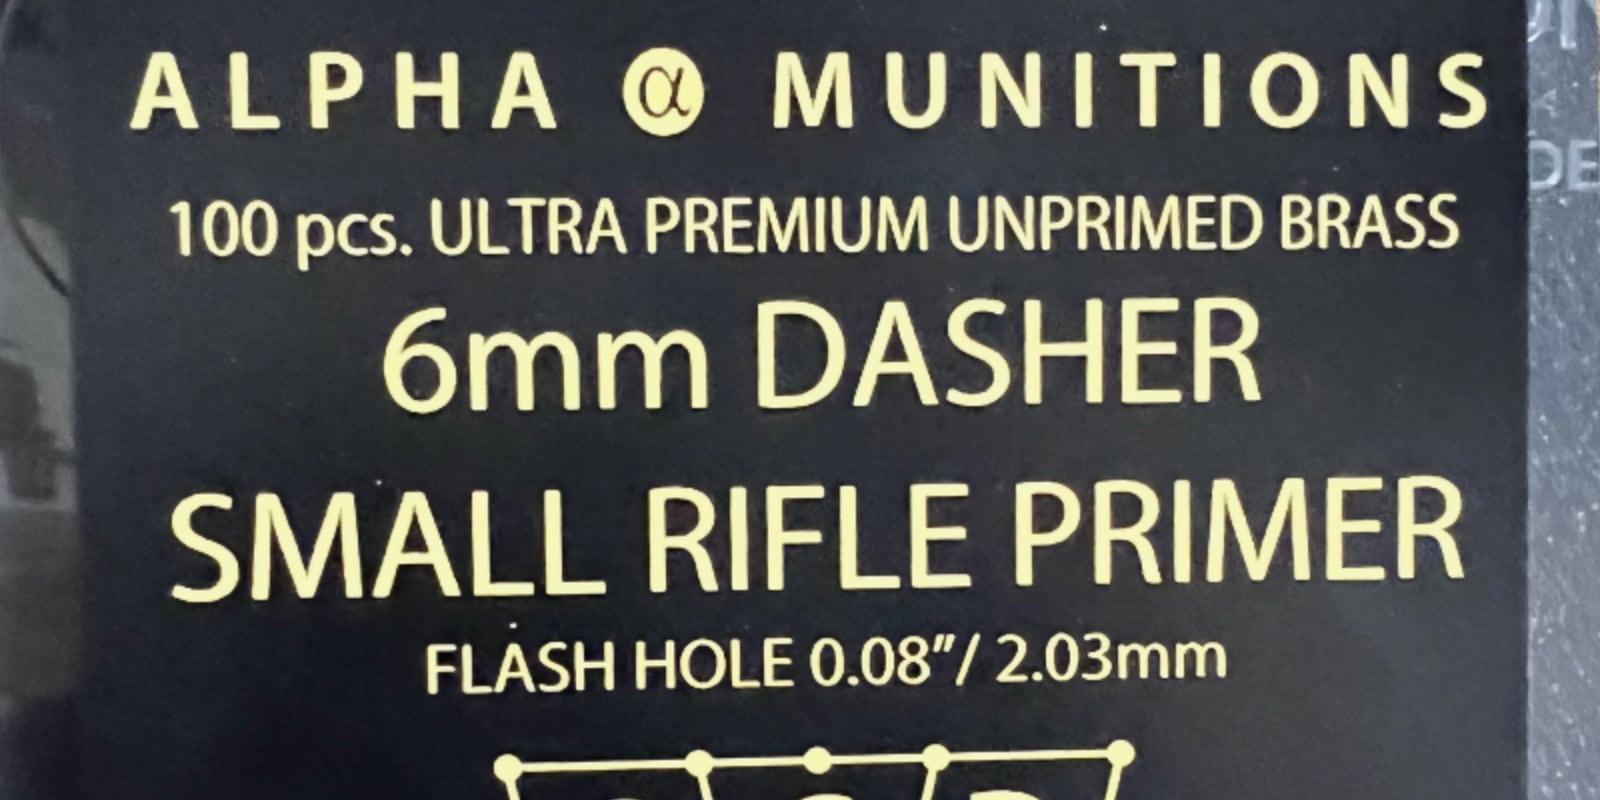 ALPHA α MUNITIONS
100 pcs. ULTRA PREMIUM UNPRIMED BRASS
6mm DASHER
SMALL RIFLE PRIMER
FLASH HOLE 0.08"/ 2.03mm